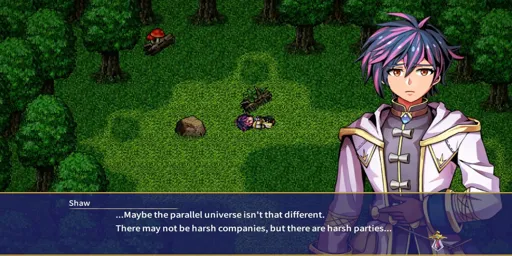 Shaw
...Maybe the parallel universe isn't that different.
There may not be harsh companies, but there are harsh parties...